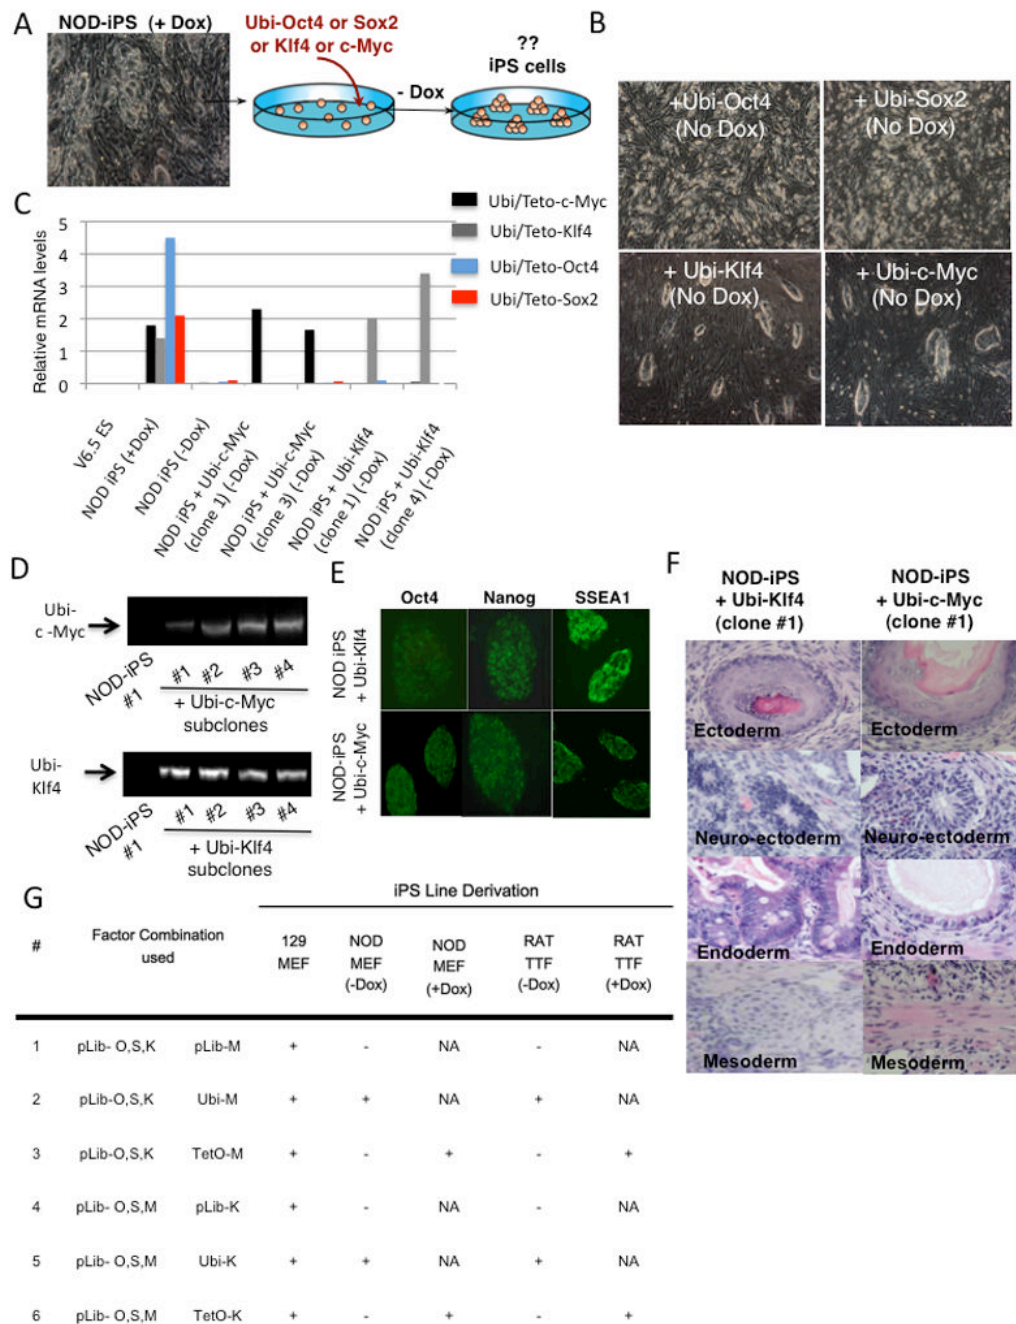 A
NOD-iPS (+ Dox)
Ubi-Oct4 or Sox2
or Klf4 or c-Myc
- Dox
??
iPS cells
B
+Ubi-Oct4
(No Dox)
+ Ubi-Sox2
(No Dox)
+ Ubi-Klf4
(No Dox)
+ Ubi-c-Myc
(No Dox)
C
Relative mRNA levels
5
4
3
2
1
0
Ubi/Teto-c-Myc
Ubi/Teto-Klf4
Ubi/Teto-Oct4
Ubi/Teto-Sox2
V6.5 ES
NOD iPS (+Dox)
NOD iPS (-Dox)
NOD iPS + Ubi-c-Myc
(clone 1) (-Dox)
NOD iPS + Ubi-c-Myc
(clone 3) (-Dox)
NOD iPS + Ubi-Klf4
(clone 1) (-Dox)
NOD iPS + Ubi-Klf4
(clone 4) (-Dox)
D
Ubi-
c -Myc
NOD-iPS
#1
#1
#2
#3
#4
+ Ubi-c-Myc
subclones
Ubi-
Klf4
NOD-iPS
#1
#1
#2
#3
#4
+ Ubi-Klf4
subclones
E
Oct4
Nanog
SSEA1
NOD iPS
+ Ubi-Klf4
NOD-iPS
+ Ubi-c-Myc
F
NOD-iPS
+ Ubi-Klf4
(clone #1)
NOD-iPS
+ Ubi-c-Myc
(clone #1)
Ectoderm
Ectoderm
Neuro-ectoderm
Neuro-ectoderm
Endoderm
Endoderm
Mesoderm
Mesoderm
G
iPS Line Derivation
# Factor Combination used 129 MEF NOD MEF (-Dox) NOD MEF (+Dox) RAT TTF (-Dox) RAT TTF (+Dox)
1 pLib- O,S,K pLib-M + - NA - NA
2 pLib-O,S,K Ubi-M + + NA + NA
3 pLib-O,S,K TetO-M + - + - +
4 pLib- O,S,M pLib-K + - NA - NA
5 pLib- O,S,M Ubi-K + + NA + NA
6 pLib- O,S,M TetO-K + - + - +